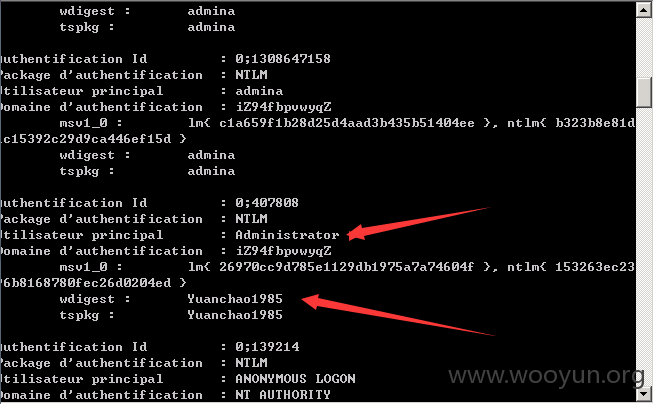 wdigest :        admina
tspkg :          admina
uthentification Id         : 0;1308647158
Package d'authentification  : NTLM
Utilisateur principal       : admina
Domaine d'authentification  : iZ94fbpvwyqZ
msv1_0 :         lm{ c1a659f1b28d25d4aad3b435b51404ee }, ntlm{ b323b8e81d
1c15392c29d9ca446ef15d }
wdigest :        admina
tspkg :          admina
uthentification Id         : 0;407808
Package d'authentification  : NTLM
Utilisateur principal       : Administrator
Domaine d'authentification  : iZ94fbpvwyqZ
msv1_0 :         lm{ 26970cc9d785e1129db1975a7a74604f }, ntlm{ 153263ec23
96b8168780fec26d0204ed }
wdigest :        Yuanchao1985
tspkg :          Yuanchao1985
uthentification Id         : 0;139214
Package d'authentification  : NTLM
Utilisateur principal       : ANONYMOUS LOGON
Domaine d'authentification  : NT AUTHORITY
www.wooyun.org